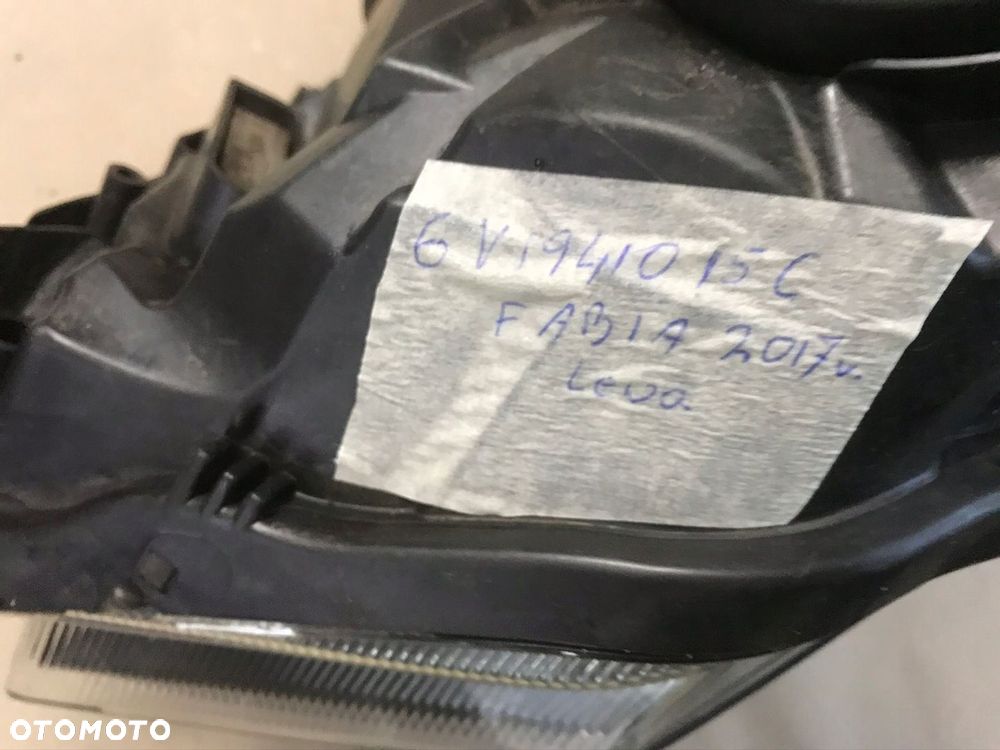 6V1941015C
FABIA 2017r.
Lewa
OTOMOTO